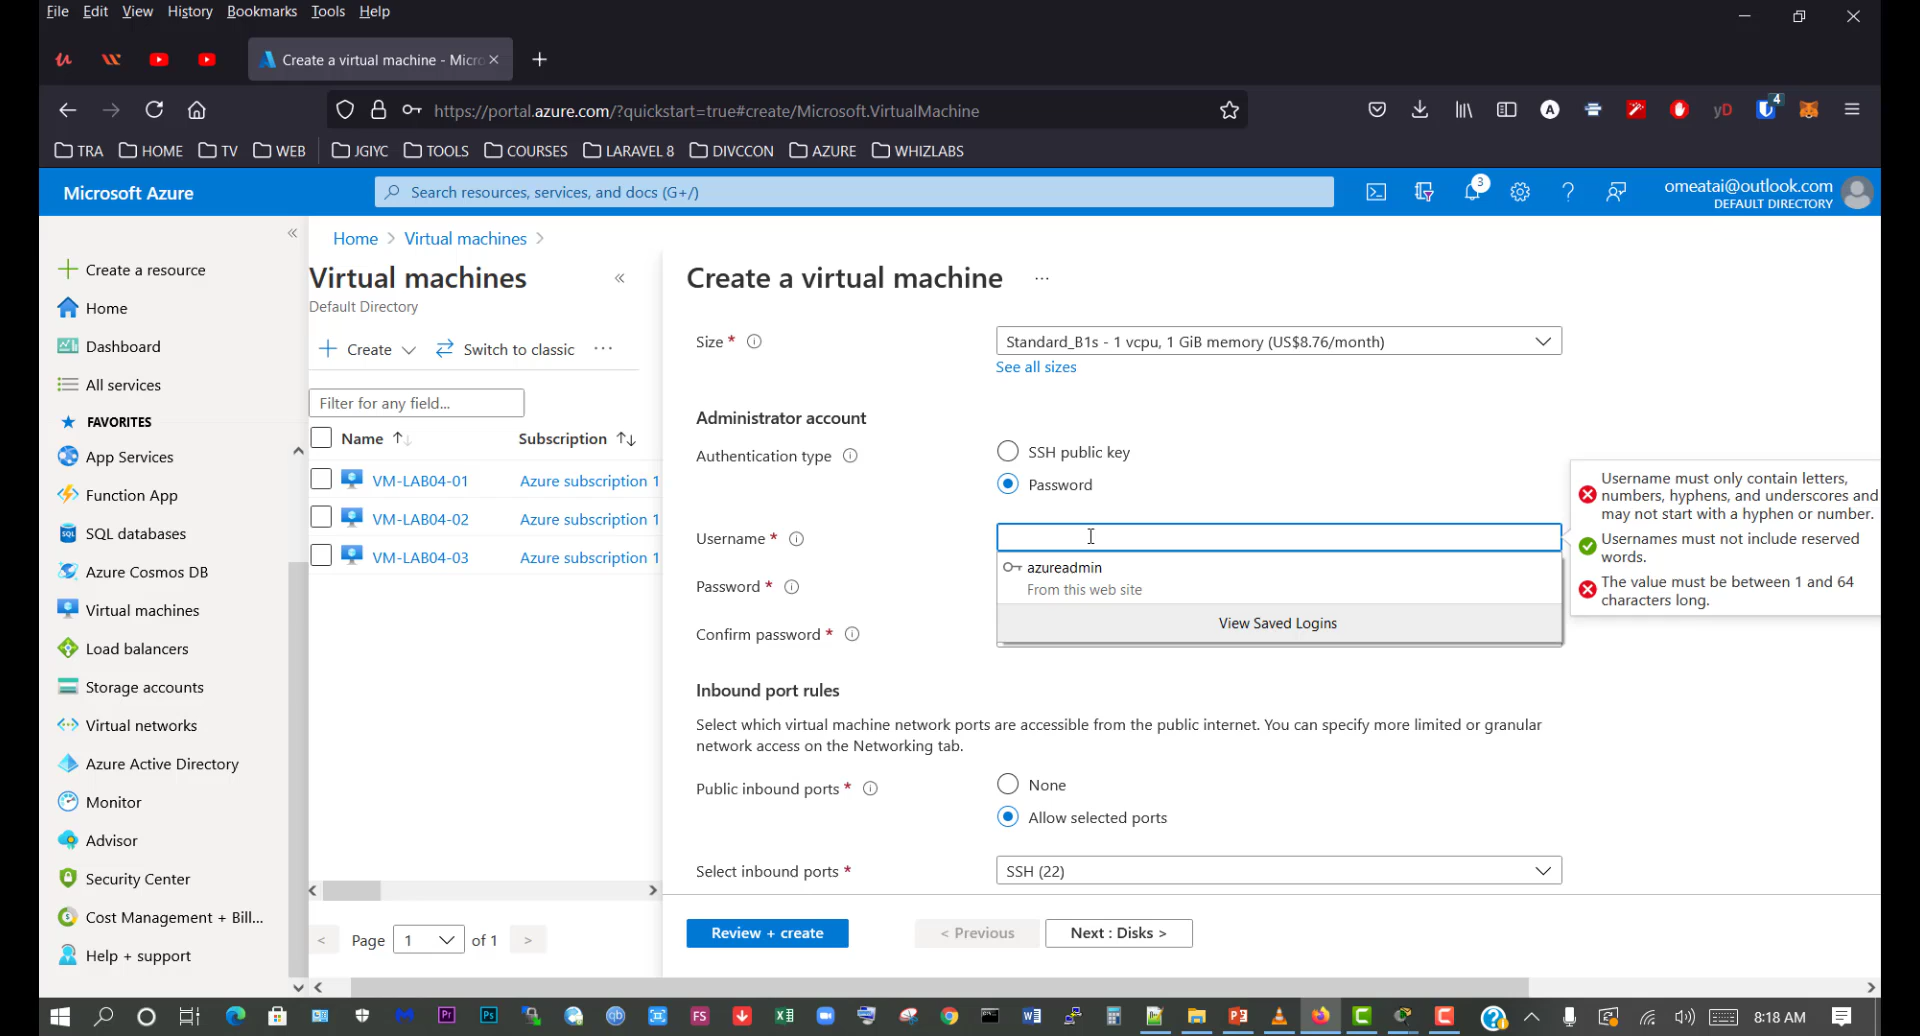 File Edit View History Bookmarks Tools Help
Create a virtual machine - Micro
https://portal.azure.com/?quickstart=true#create/Microsoft.VirtualMachine
4
TRA HOME TV WEB JGIYC TOOLS COURSES LARAVEL 8 DIVCCON AZURE WHIZLABS
Microsoft Azure
Search resources, services, and docs (G+/)
3
omeatai@outlook.com
DEFAULT DIRECTORY
Create a resource
Home
Dashboard
All services
FAVORITES
App Services
Function App
SQL databases
Azure Cosmos DB
Virtual machines
Load balancers
Storage accounts
Virtual networks
Azure Active Directory
Monitor
Advisor
Security Center
Cost Management + Bill...
Help + support
Home > Virtual machines >
Virtual machines
Default Directory
Create
Switch to classic
Filter for any field...
Name Subscription
VM-LAB04-01 Azure subscription 1
VM-LAB04-02 Azure subscription 1
VM-LAB04-03 Azure subscription 1
< Page 1 of 1 >
Create a virtual machine ...
Size *
Standard_B1s - 1 vcpu, 1 GiB memory (US$8.76/month)
See all sizes
Administrator account
Authentication type
SSH public key
Password
Username *
azureadmin
From this web site
View Saved Logins
Username must only contain letters,
numbers, hyphens, and underscores and
may not start with a hyphen or number.
Usernames must not include reserved
words.
The value must be between 1 and 64
characters long.
Password *
Confirm password *
Inbound port rules
Select which virtual machine network ports are accessible from the public internet. You can specify more limited or granular
network access on the Networking tab.
Public inbound ports *
None
Allow selected ports
Select inbound ports *
SSH (22)
Review + create
< Previous
Next : Disks >
8:18 AM